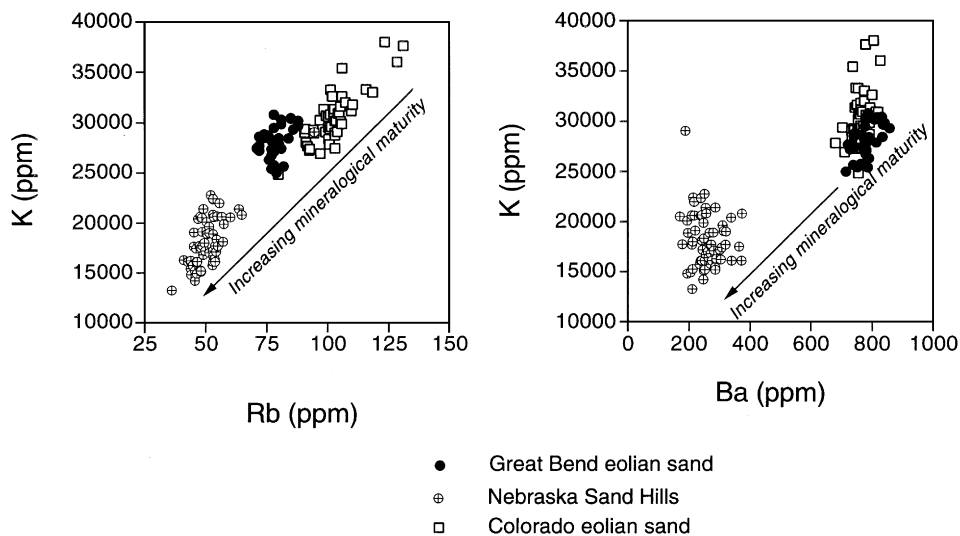 40000
35000
30000
25000
20000
15000
10000
K (ppm)
25 50 75 100 125 150
Rb (ppm)
Increasing mineralogical maturity
40000
35000
30000
25000
20000
15000
10000
K (ppm)
0 200 400 600 800 1000
Ba (ppm)
Increasing mineralogical maturity
Great Bend eolian sand
Nebraska Sand Hills
Colorado eolian sand